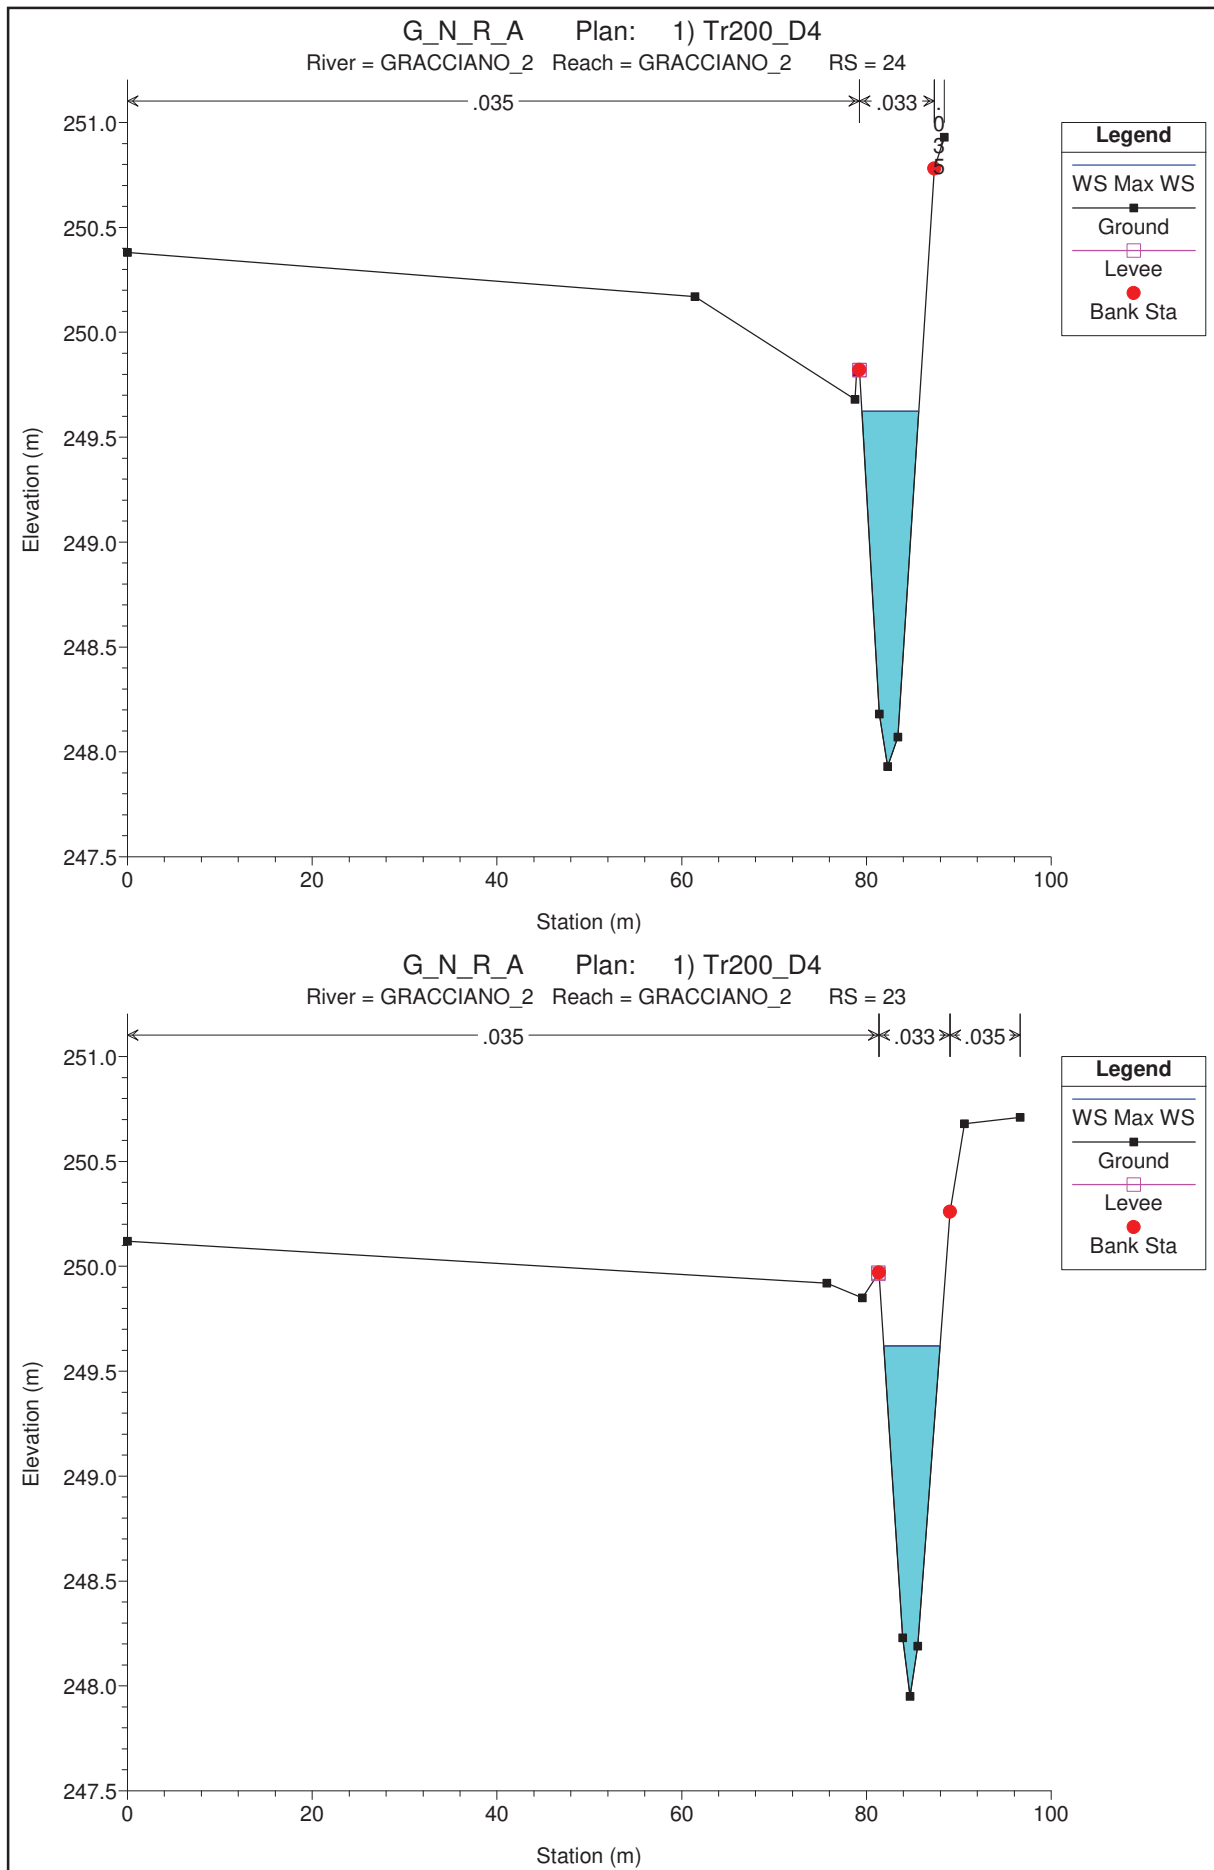 G_N_R_A Plan: 1) Tr200_D4
River = GRACCIANO_2 Reach = GRACCIANO_2 RS = 24
.035
.033
.035
251.0
250.5
250.0
249.5
249.0
248.5
248.0
247.5
Elevation (m)
0 20 40 60 80 100
Station (m)
Legend
WS Max WS
Ground
Levee
Bank Sta
G_N_R_A Plan: 1) Tr200_D4
River = GRACCIANO_2 Reach = GRACCIANO_2 RS = 23
.035
.033
.035
251.0
250.5
250.0
249.5
249.0
248.5
248.0
247.5
Elevation (m)
0 20 40 60 80 100
Station (m)
Legend
WS Max WS
Ground
Levee
Bank Sta